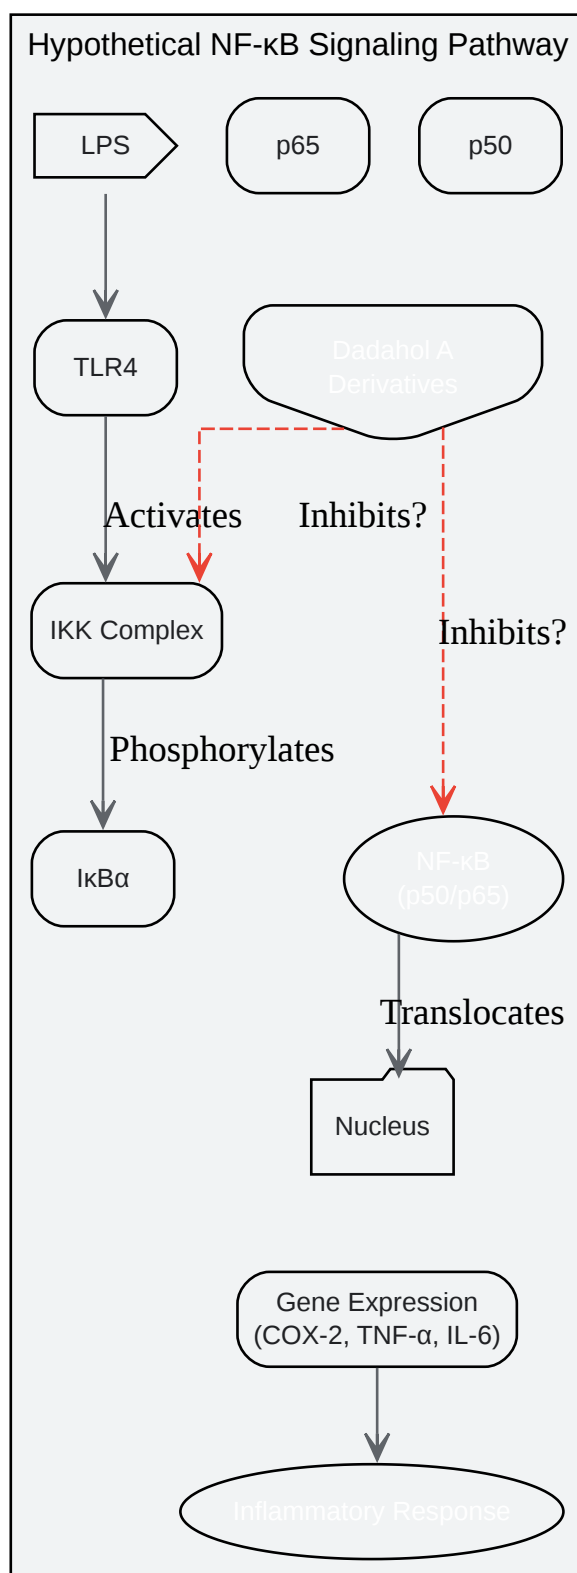 Hypothetical NF-κB Signaling Pathway
LPS
p65
p50
TLR4
Dadahol A
Derivatives
Activates
Inhibits?
IKK Complex
Inhibits?
Phosphorylates
IκBα
NF-κB
(p50/p65)
Translocates
Nucleus
Gene Expression
(COX-2, TNF-α, IL-6)
Inflammatory Response